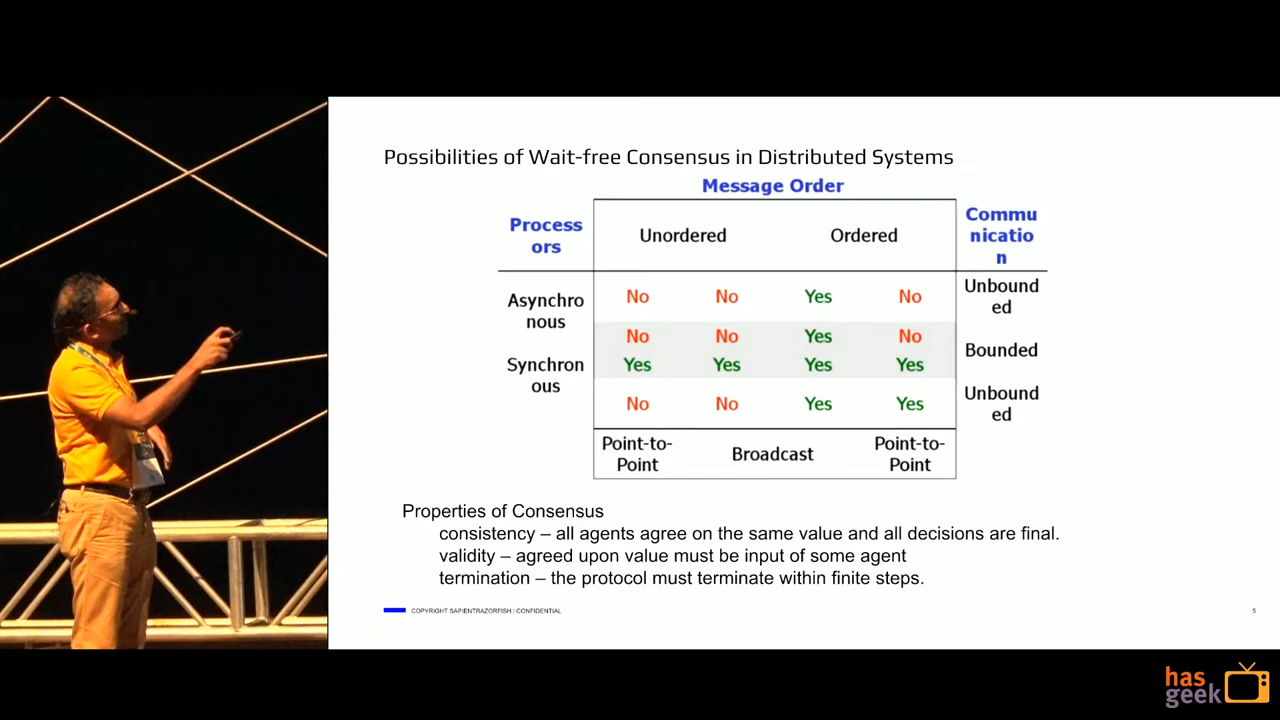 Possibilities of Wait-free Consensus in Distributed Systems
Message Order
Process
ors
Unordered
Ordered
Commu
nicatio
n
Asynchro
nous
No No Yes No
Unbound
ed
No No Yes No
Bounded
Synchron
ous
Yes Yes Yes Yes
No No Yes Yes
Unbound
ed
Point-to-
Point
Broadcast
Point-to-
Point
Properties of Consensus
consistency – all agents agree on the same value and all decisions are final.
validity – agreed upon value must be input of some agent
termination – the protocol must terminate within finite steps.
COPYRIGHT SAPIENTRAZORFISH | CONFIDENTIAL
5
has
geek